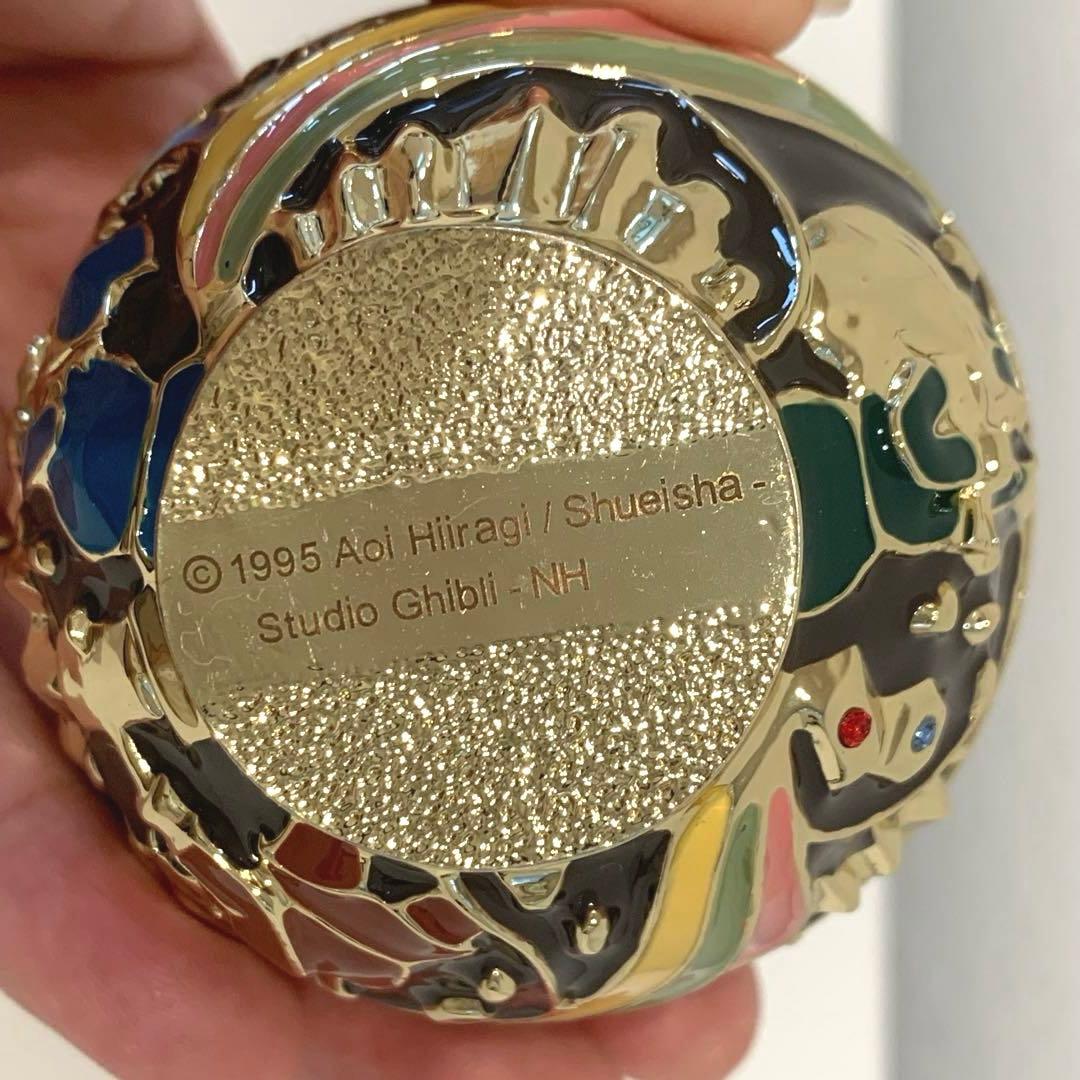 © 1995 Aoi Hiiragi / Shueisha -
Studio Ghibli - NH